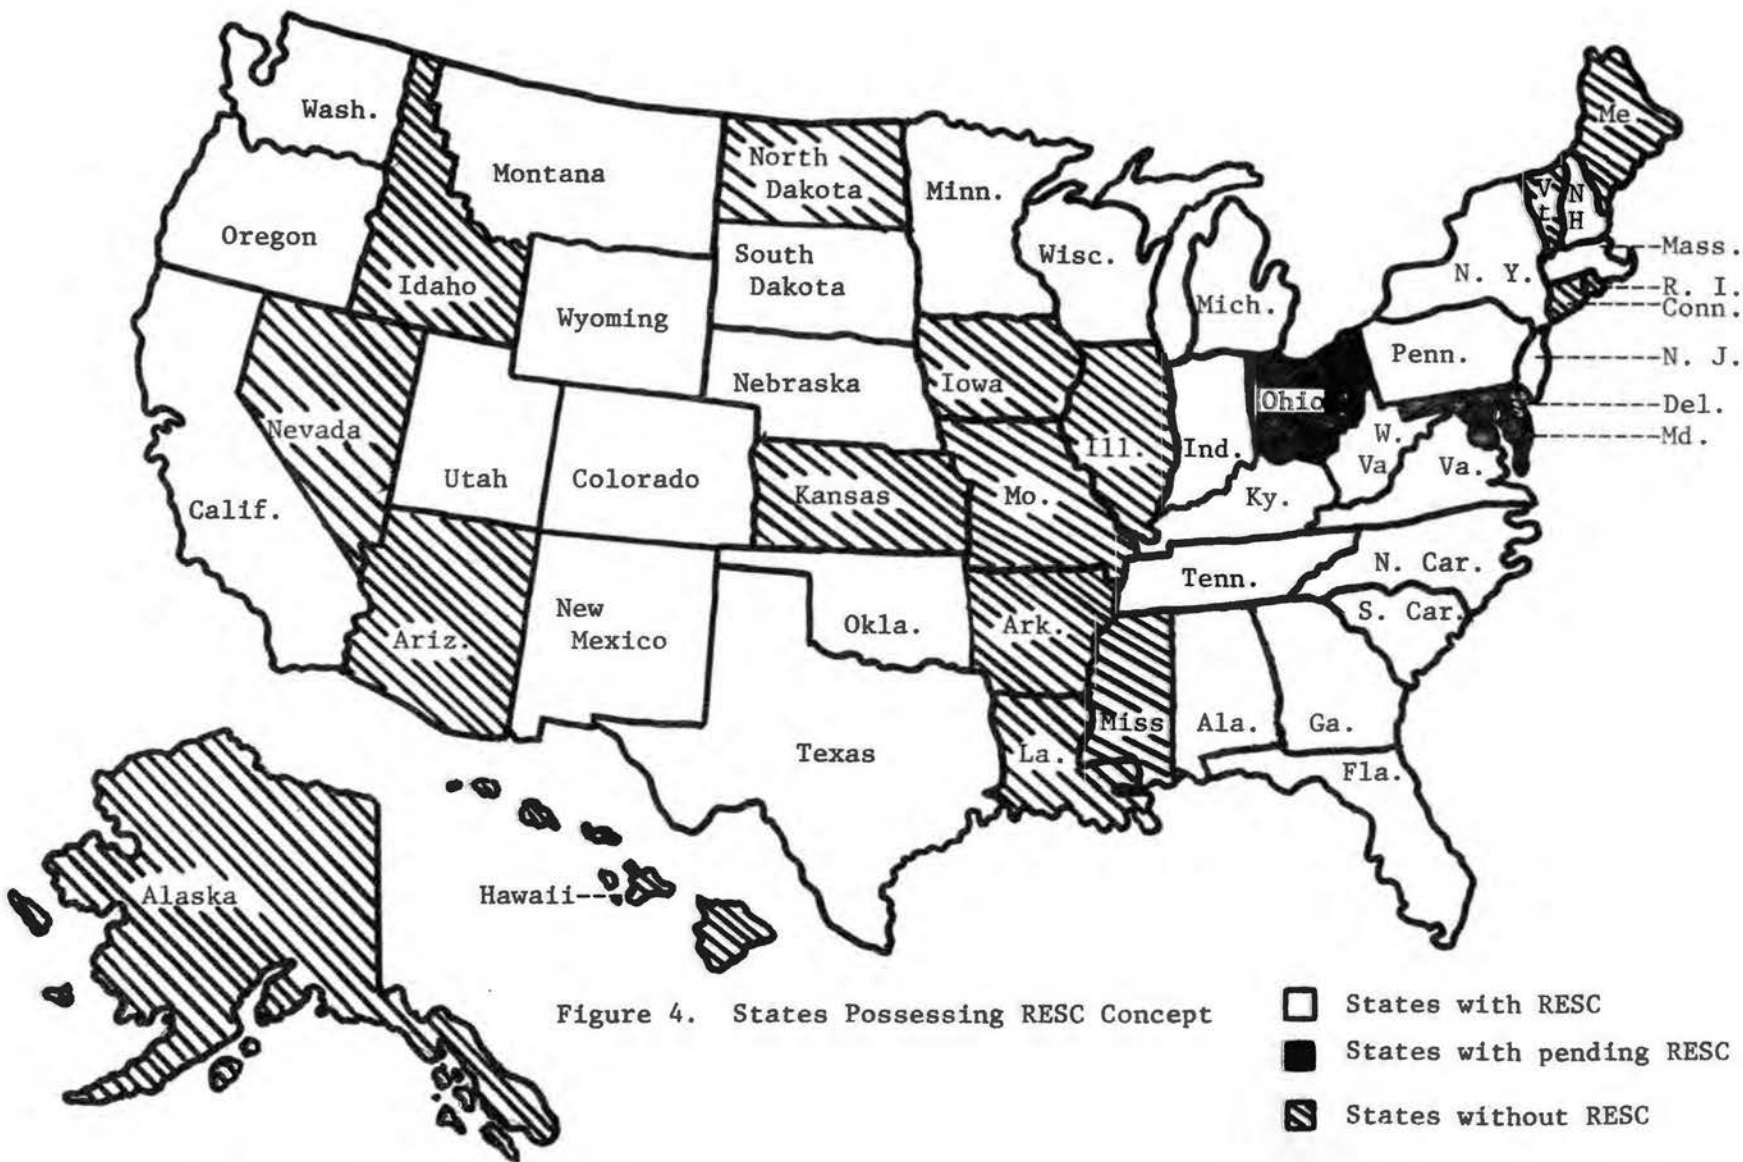 Wash.
Montana
North
Dakota
Minn.
Me
Oregon
Idaho
Wyoming
South
Dakota
Wisc.
Mich.
N. Y.
V
t
N
H
Mass.
R. I.
Conn.
N. J.
Del.
Md.
Nebraska
Iowa
Ill.
Ind.
Ohio
Penn.
Nevada
Utah
Colorado
Kansas
Mo.
Ky.
W.
Va
Va.
Calif.
Ariz.
New
Mexico
Okla.
Ark.
Tenn.
N. Car.
S. Car.
Texas
La.
Miss
Ala.
Ga.
Fla.
Alaska
Hawaii
Figure 4. States Possessing RESC Concept
States with RESC
States with pending RESC
States without RESC